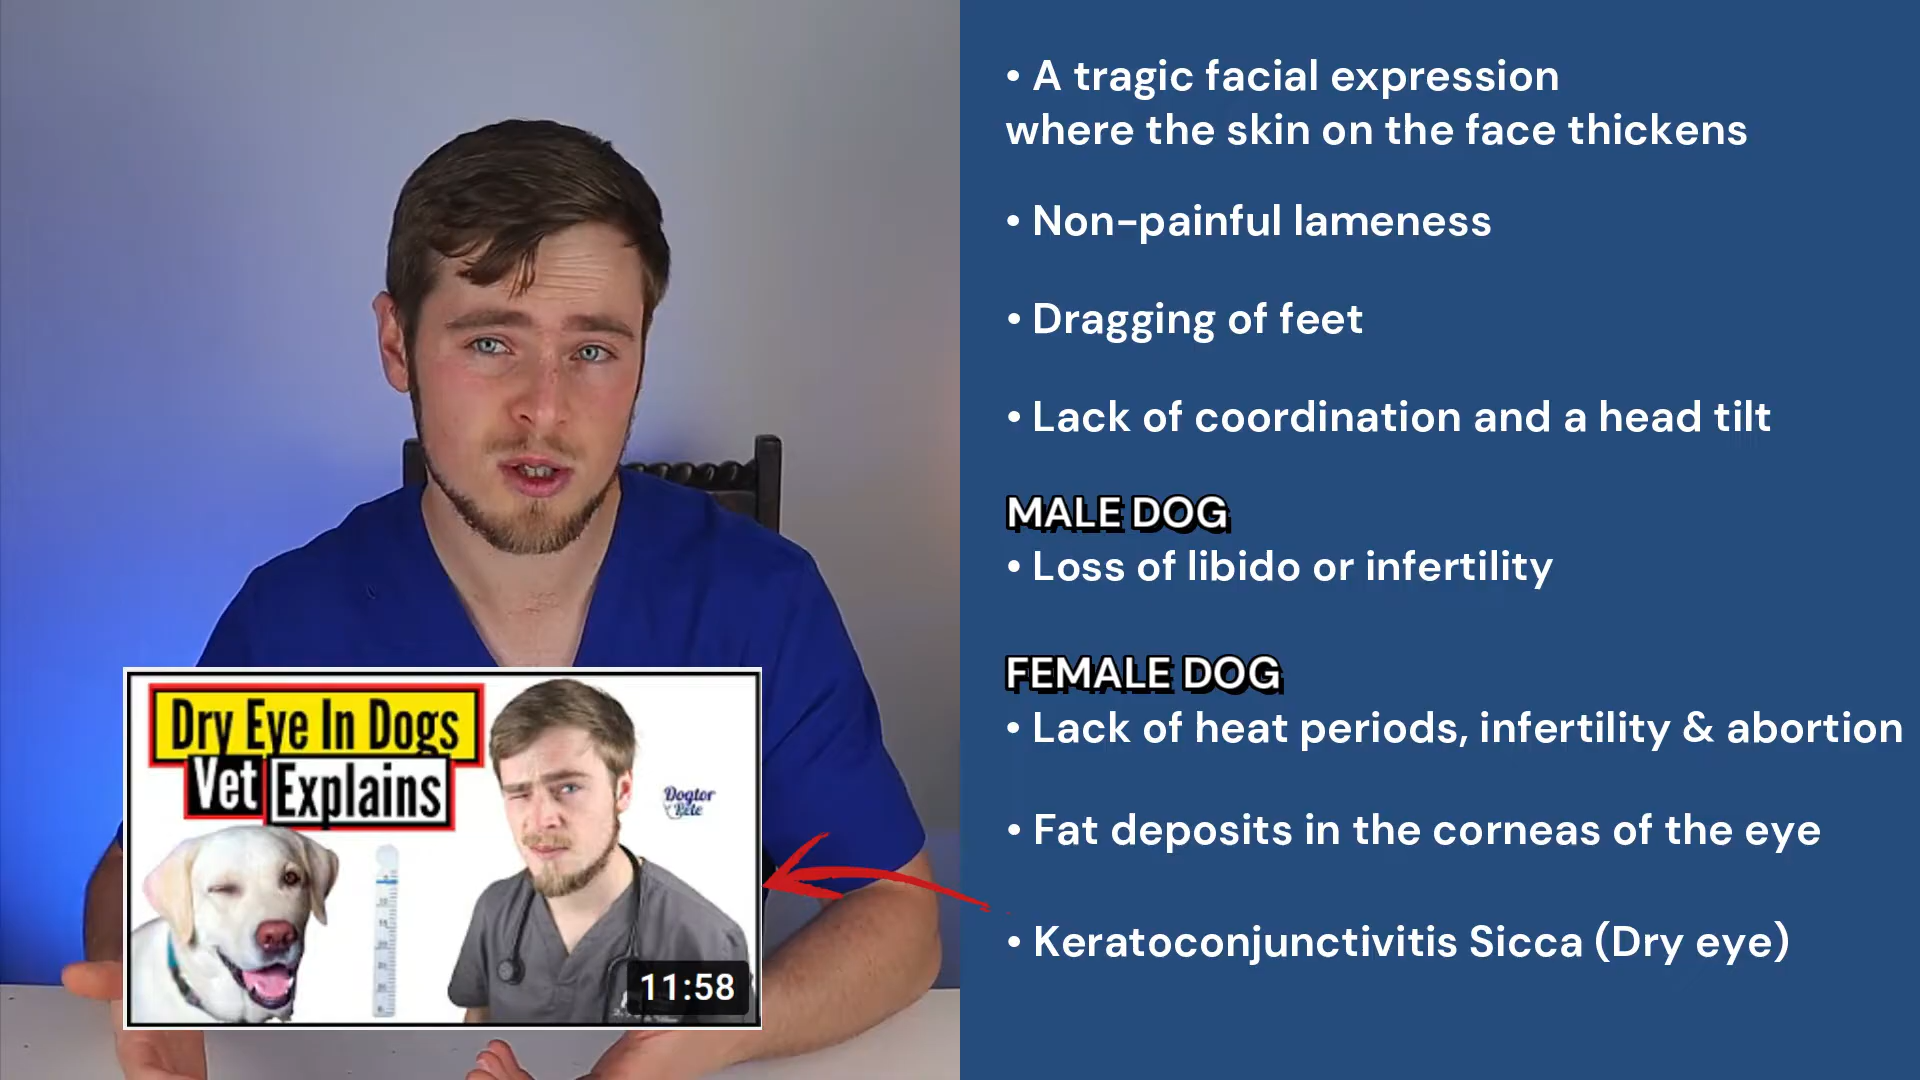 • A tragic facial expression
where the skin on the face thickens
• Non-painful lameness
• Dragging of feet
• Lack of coordination and a head tilt
MALE DOG
• Loss of libido or infertility
FEMALE DOG
• Lack of heat periods, infertility & abortion
• Fat deposits in the corneas of the eye
• Keratoconjunctivitis Sicca (Dry eye)
Dry Eye In Dogs
Vet Explains
Dogtor
Pete
11:58